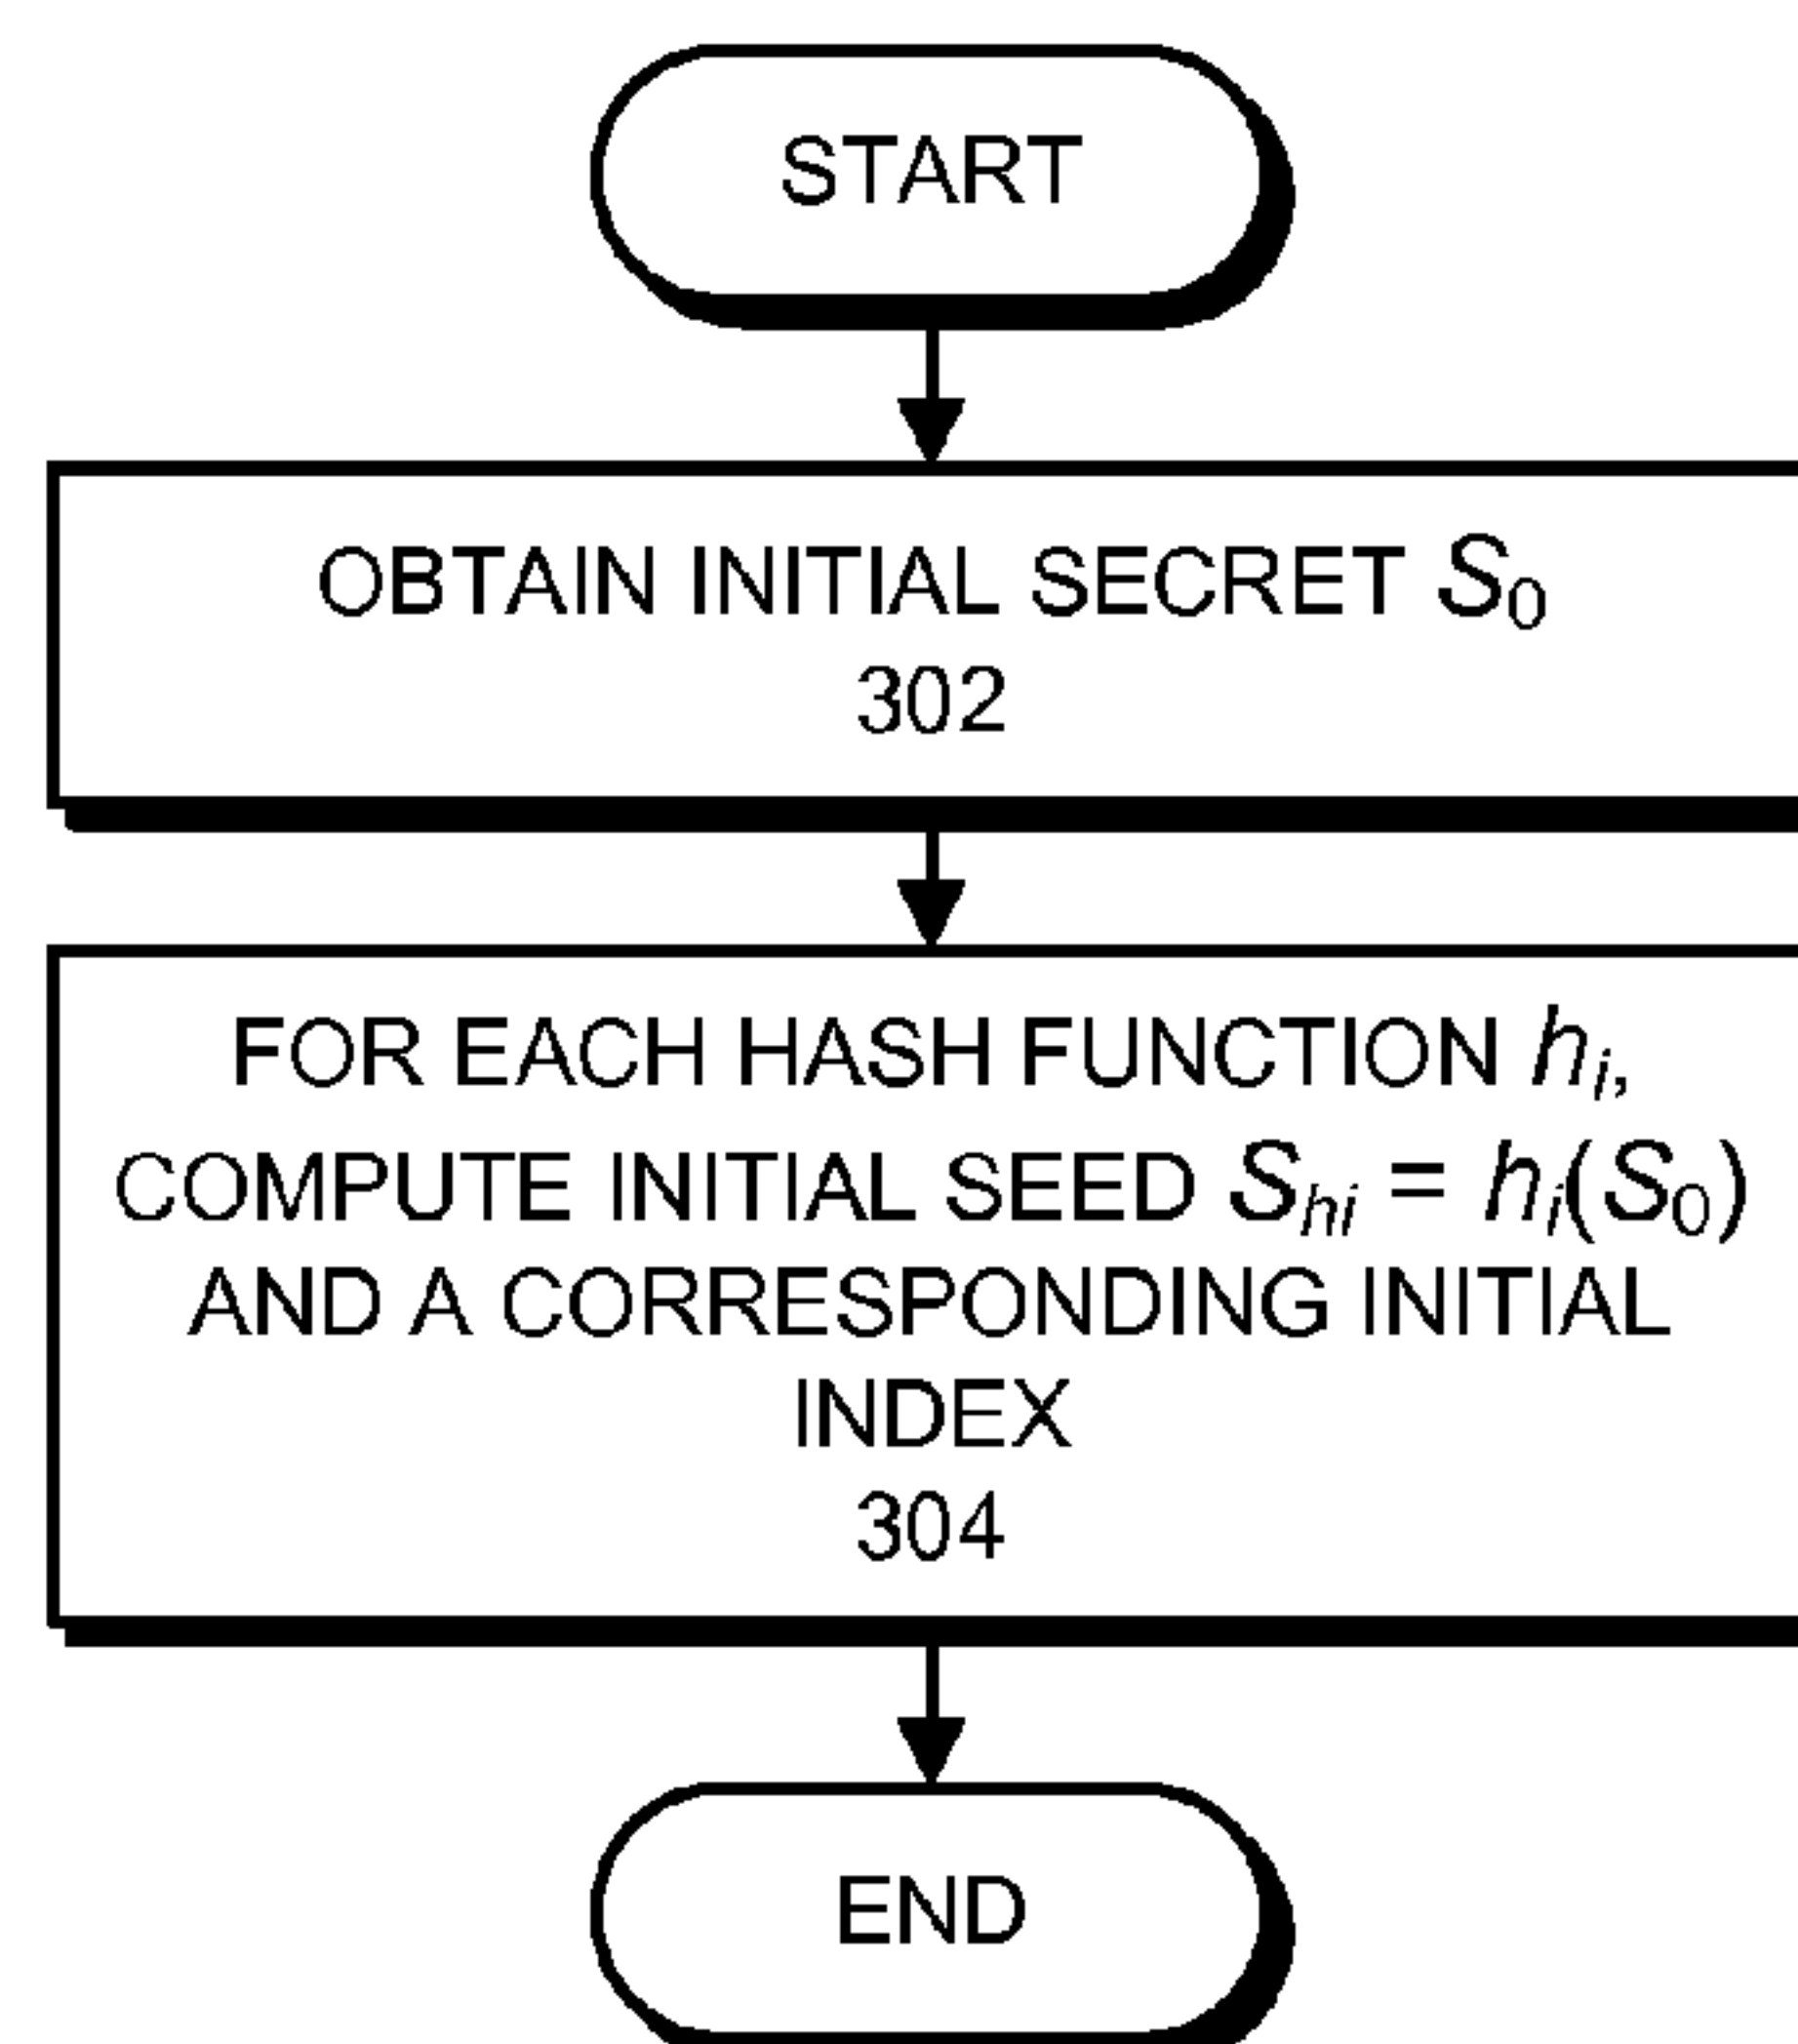 START
OBTAIN INITIAL SECRET S₀
302
FOR EACH HASH FUNCTION hᵢ,
COMPUTE INITIAL SEED Sₕᵢ = hᵢ(S₀)
AND A CORRESPONDING INITIAL
INDEX
304
END